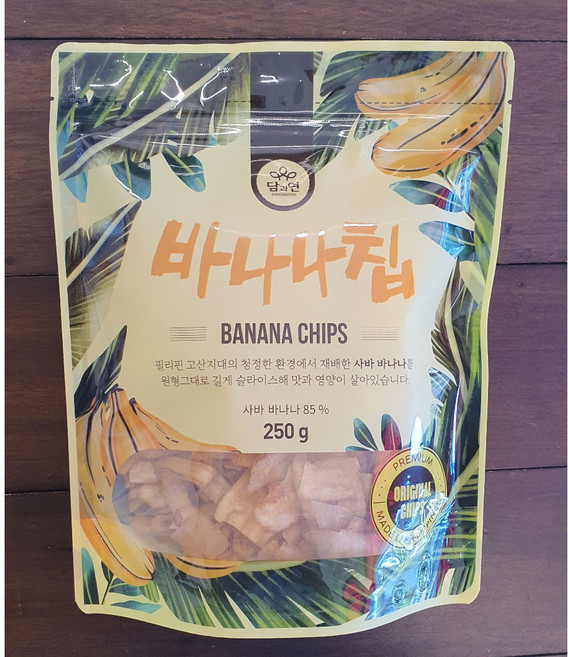 담과연
바나나칩
BANANA CHIPS
필리핀 고산지대의 청정한 환경에서 재배한 사바 바나나를
원형그대로 길게 슬라이스해 맛과 영양이 살아있습니다.
사바 바나나 85 %
250 g
PREMIUM
ORIGINAL
CHIPS
MADE